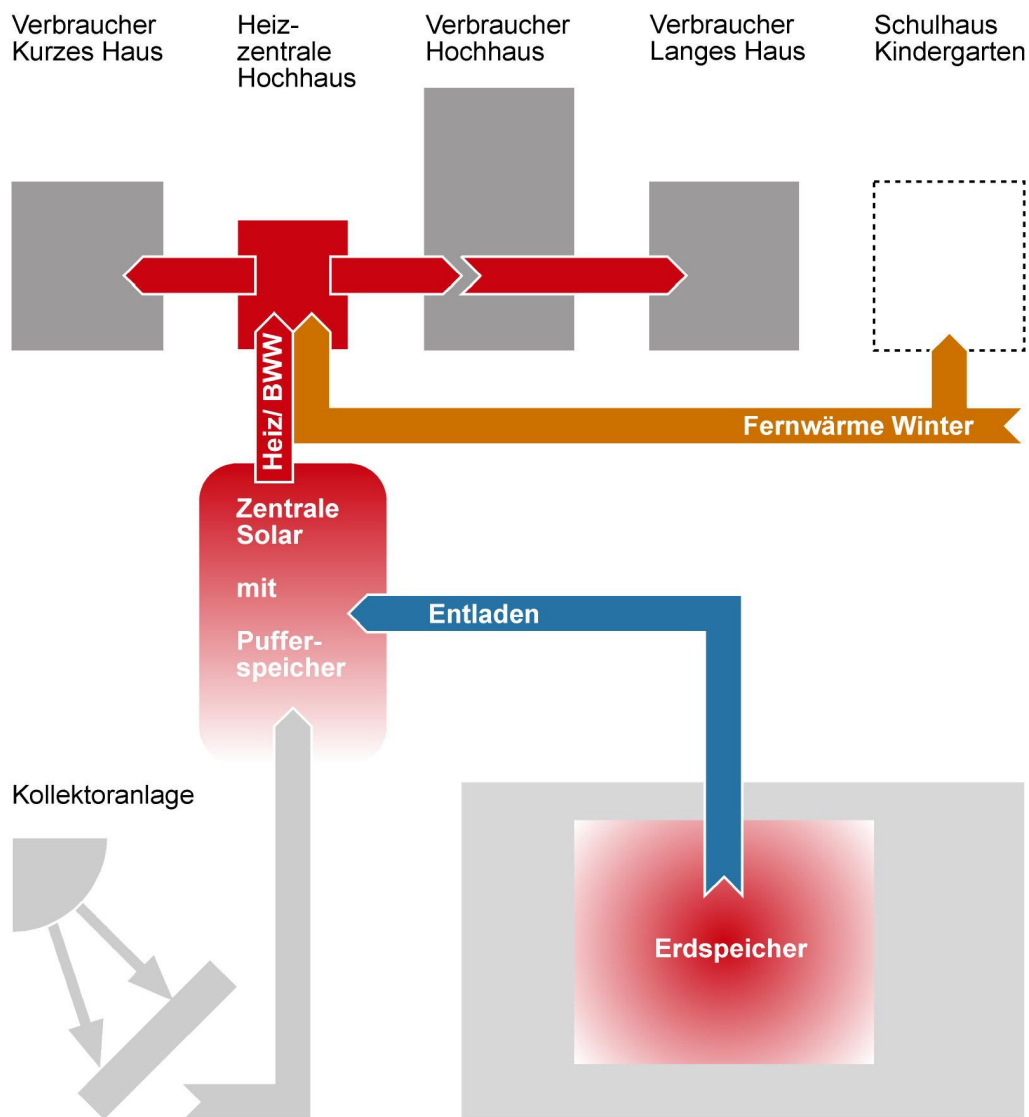 Verbraucher
Kurzes Haus
Heiz-
zentrale
Hochhaus
Verbraucher
Hochhaus
Verbraucher
Langes Haus
Schulhaus
Kindergarten
Heiz/ BWW
Fernwärme Winter
Zentrale
Solar
mit
Puffer-
speicher
Entladen
Kollektoranlage
Erdspeicher